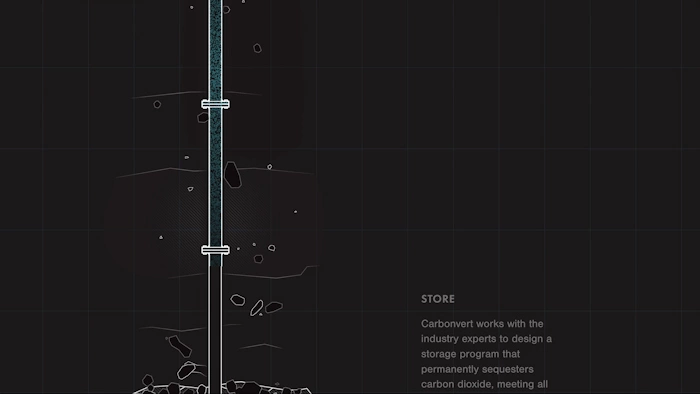 STORE
Carbonvert works with the
industry experts to design a
storage program that
permanently sequesters
carbon dioxide, meeting all